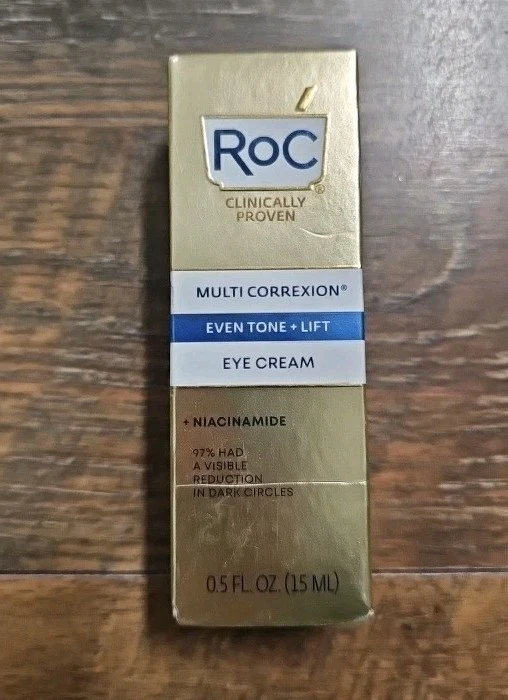 RoC®
CLINICALLY
PROVEN
MULTI CORREXION®
EVEN TONE + LIFT
EYE CREAM
+ NIACINAMIDE
97% HAD
A VISIBLE
REDUCTION
IN DARK CIRCLES
0.5 FL. OZ. (15 ML)